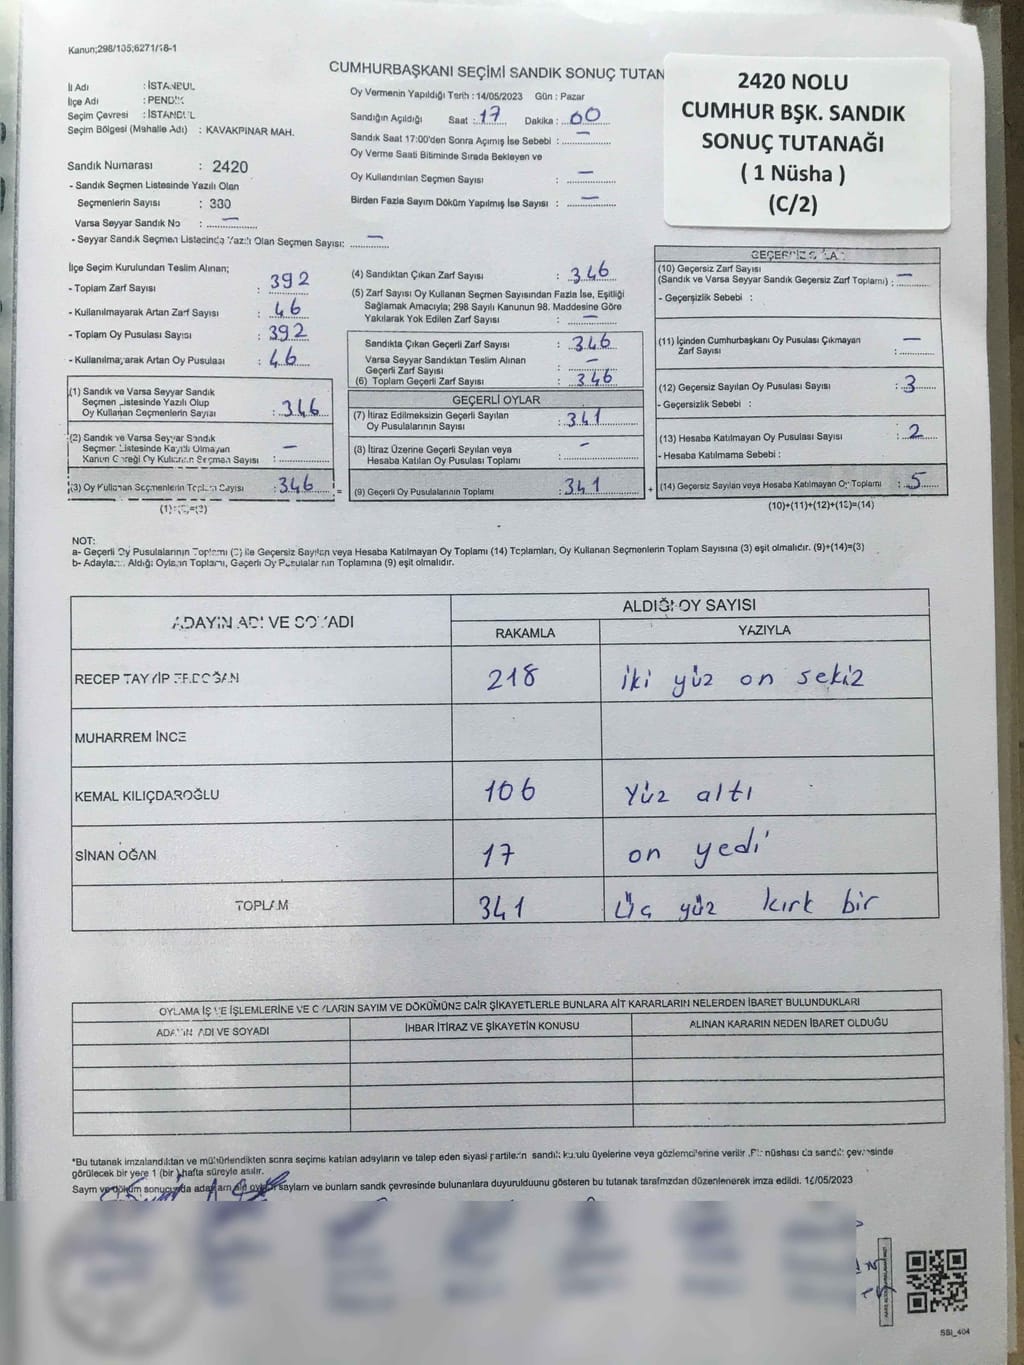 Kanun;298/105;6271/18-1
CUMHURBAŞKANI SEÇİMİ SANDIK SONUÇ TUTAN
2420 NOLU
CUMHUR BŞK. SANDIK
SONUÇ TUTANAĞI
( 1 Nüsha )
(C/2)
İl Adı : İSTANBUL
İlçe Adı : PENDİK
Seçim Çevresi : İSTANBUL
Seçim Bölgesi (Mahalle Adı) : KAVAKPINAR MAH.
Sandık Numarası : 2420
- Sandık Seçmen Listesinde Yazılı Olan
Seçmenlerin Sayısı : 380
Varsa Seyyar Sandık No : —
- Seyyar Sandık Seçmen Listesinde Yazılı Olan Seçmen Sayısı: —
Oy Vermenin Yapıldığı Tarih : 14/05/2023 Gün : Pazar
Sandığın Açıldığı Saat : 17 Dakika : 00
Sandık Saat 17:00'den Sonra Açımış İse Sebebi : —
Oy Verme Saati Bitiminde Sırada Bekleyen ve
Oy Kullandırılan Seçmen Sayısı : —
Birden Fazla Sayım Döküm Yapılmış İse Sayısı : —
İlçe Seçim Kurulundan Teslim Alınan;
- Toplam Zarf Sayısı : 392
- Kullanılmayarak Artan Zarf Sayısı : 46
- Toplam Oy Pusulası Sayısı : 392
- Kullanılmayarak Artan Oy Pusulası : 46
(1) Sandık ve Varsa Seyyar Sandık
Seçmen Listesinde Yazılı Olup
Oy Kullanan Seçmenlerin Sayısı : 346
(2) Sandık ve Varsa Seyyar Sandık
Seçmen Listesinde Kayıtlı Olmayan
Kanun Gereği Oy Kullanan Seçmen Sayısı : —
(3) Oy Kullanan Seçmenlerin Toplam Sayısı : 346 =
(1)+(2)=(3)
(4) Sandıktan Çıkan Zarf Sayısı : 346
(5) Zarf Sayısı Oy Kullanan Seçmen Sayısından Fazla İse, Eşitliği
Sağlamak Amacıyla; 298 Sayılı Kanunun 98. Maddesine Göre
Yakılarak Yok Edilen Zarf Sayısı : —
Sandıkta Çıkan Geçerli Zarf Sayısı : 346
Varsa Seyyar Sandıktan Teslim Alınan
Geçerli Zarf Sayısı : —
(6) Toplam Geçerli Zarf Sayısı : 346
GEÇERLİ OYLAR
(7) İtiraz Edilmeksizin Geçerli Sayılan
Oy Pusulalarının Sayısı : 341
(8) İtiraz Üzerine Geçerli Sayılan veya
Hesaba Katılan Oy Pusulası Toplamı : —
(9) Geçerli Oy Pusulalarının Toplamı : 341 +
GEÇERSİZ OYLAR
(10) Geçersiz Zarf Sayısı
(Sandık ve Varsa Seyyar Sandık Geçersiz Zarf Toplamı) : —
- Geçersizlik Sebebi :
(11) İçinden Cumhurbaşkanı Oy Pusulası Çıkmayan
Zarf Sayısı : —
(12) Geçersiz Sayılan Oy Pusulası Sayısı : 3
- Geçersizlik Sebebi :
(13) Hesaba Katılmayan Oy Pusulası Sayısı : 2
- Hesaba Katılmama Sebebi :
(14) Geçersiz Sayılan veya Hesaba Katılmayan Oy Toplamı : 5
(10)+(11)+(12)+(13)=(14)
NOT:
a- Geçerli Oy Pusulalarının Toplamı (9) ile Geçersiz Sayılan veya Hesaba Katılmayan Oy Toplamı (14) Toplamları, Oy Kullanan Seçmenlerin Toplam Sayısına (3) eşit olmalıdır. (9)+(14)=(3)
b- Adayların Aldığı Oyların Toplamı, Geçerli Oy Pusulalarının Toplamına (9) eşit olmalıdır.
ADAYIN ADI VE SOYADI ALDIĞI OY SAYISI
RAKAMLA YAZIYLA
RECEP TAYYİP ERDOĞAN 218 iki yüz on sekiz
MUHARREM İNCE
KEMAL KILIÇDAROĞLU 106 Yüz altı
SİNAN OĞAN 17 on yedi
TOPLAM 341 Üç yüz kırk bir
OYLAMA İŞ VE İŞLEMLERİNE VE OYLARIN SAYIM VE DÖKÜMÜNE DAİR ŞİKAYETLERLE BUNLARA AİT KARARLARIN NELERDEN İBARET BULUNDUKLARI
ADAYIN ADI VE SOYADI İHBAR İTİRAZ VE ŞİKAYETİN KONUSU ALINAN KARARIN NEDEN İBARET OLDUĞU
*Bu tutanak imzalandıktan ve mühürlendikten sonra seçime katılan adayların ve talep eden siyasi partilerin sandık kurulu üyelerine veya gözlemcilerine verilir. Bir nüshası da sandık çevresinde
görülecek bir yere 1 (bir) hafta süreyle asılır.
Sayım ve döküm sonucunda adayların ayrı oy sayıları ve bunların sandık çevresinde bulunanlara duyurulduğunu gösteren bu tutanak tarafımızdan düzenlenerek imza edildi. 14/05/2023
SBI_404